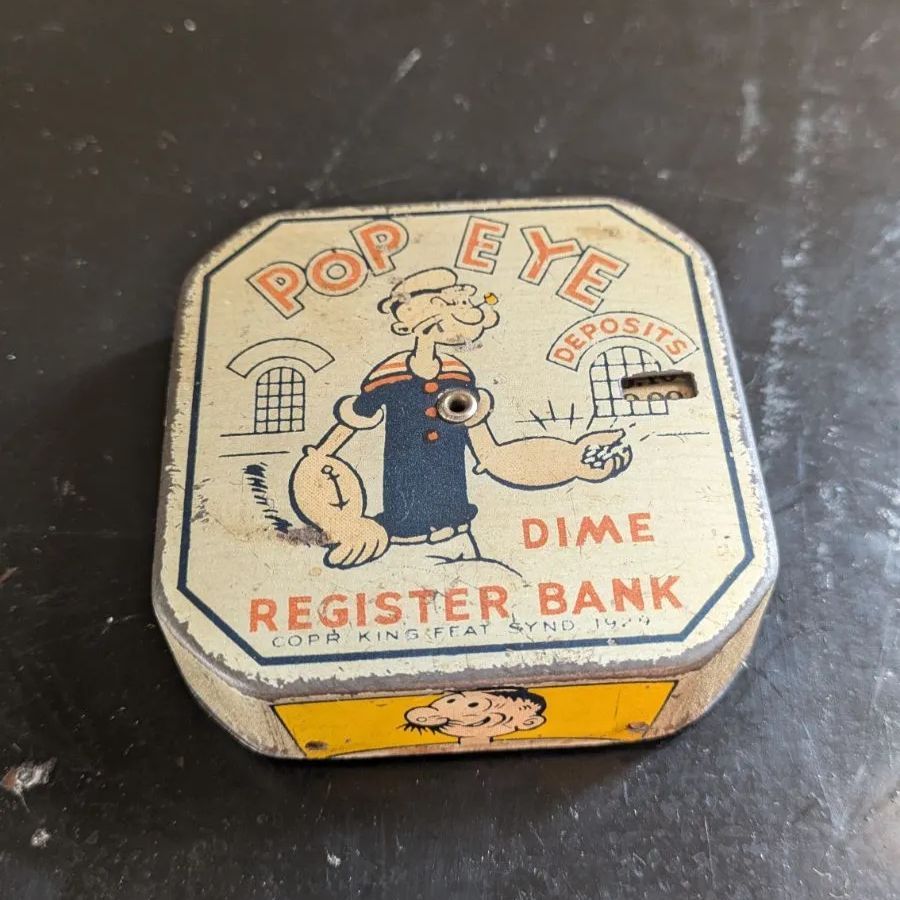 POP EYE
DEPOSITS
DIME
REGISTER BANK
COPR. KING FEAT SYND